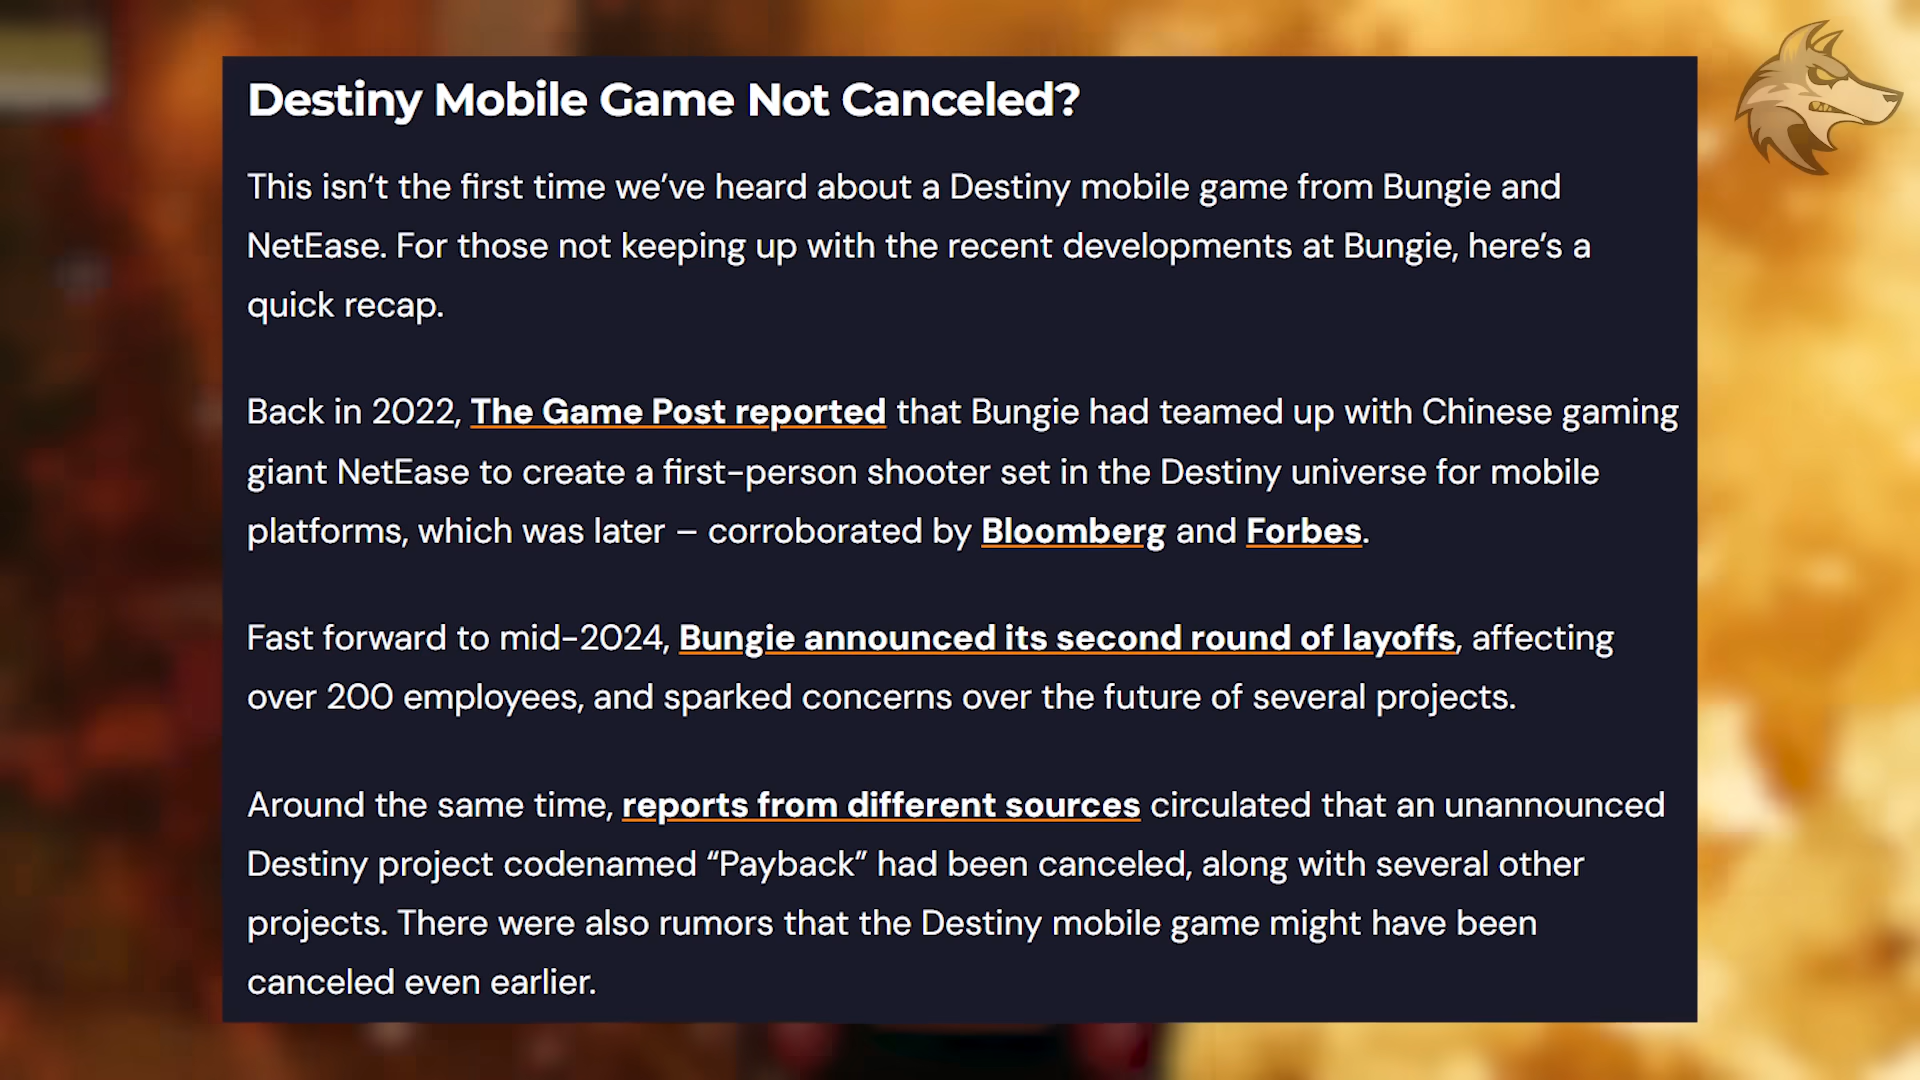 Destiny Mobile Game Not Canceled?
This isn’t the first time we’ve heard about a Destiny mobile game from Bungie and
NetEase. For those not keeping up with the recent developments at Bungie, here’s a
quick recap.
Back in 2022, The Game Post reported that Bungie had teamed up with Chinese gaming
giant NetEase to create a first-person shooter set in the Destiny universe for mobile
platforms, which was later – corroborated by Bloomberg and Forbes.
Fast forward to mid-2024, Bungie announced its second round of layoffs, affecting
over 200 employees, and sparked concerns over the future of several projects.
Around the same time, reports from different sources circulated that an unannounced
Destiny project codenamed “Payback” had been canceled, along with several other
projects. There were also rumors that the Destiny mobile game might have been
canceled even earlier.